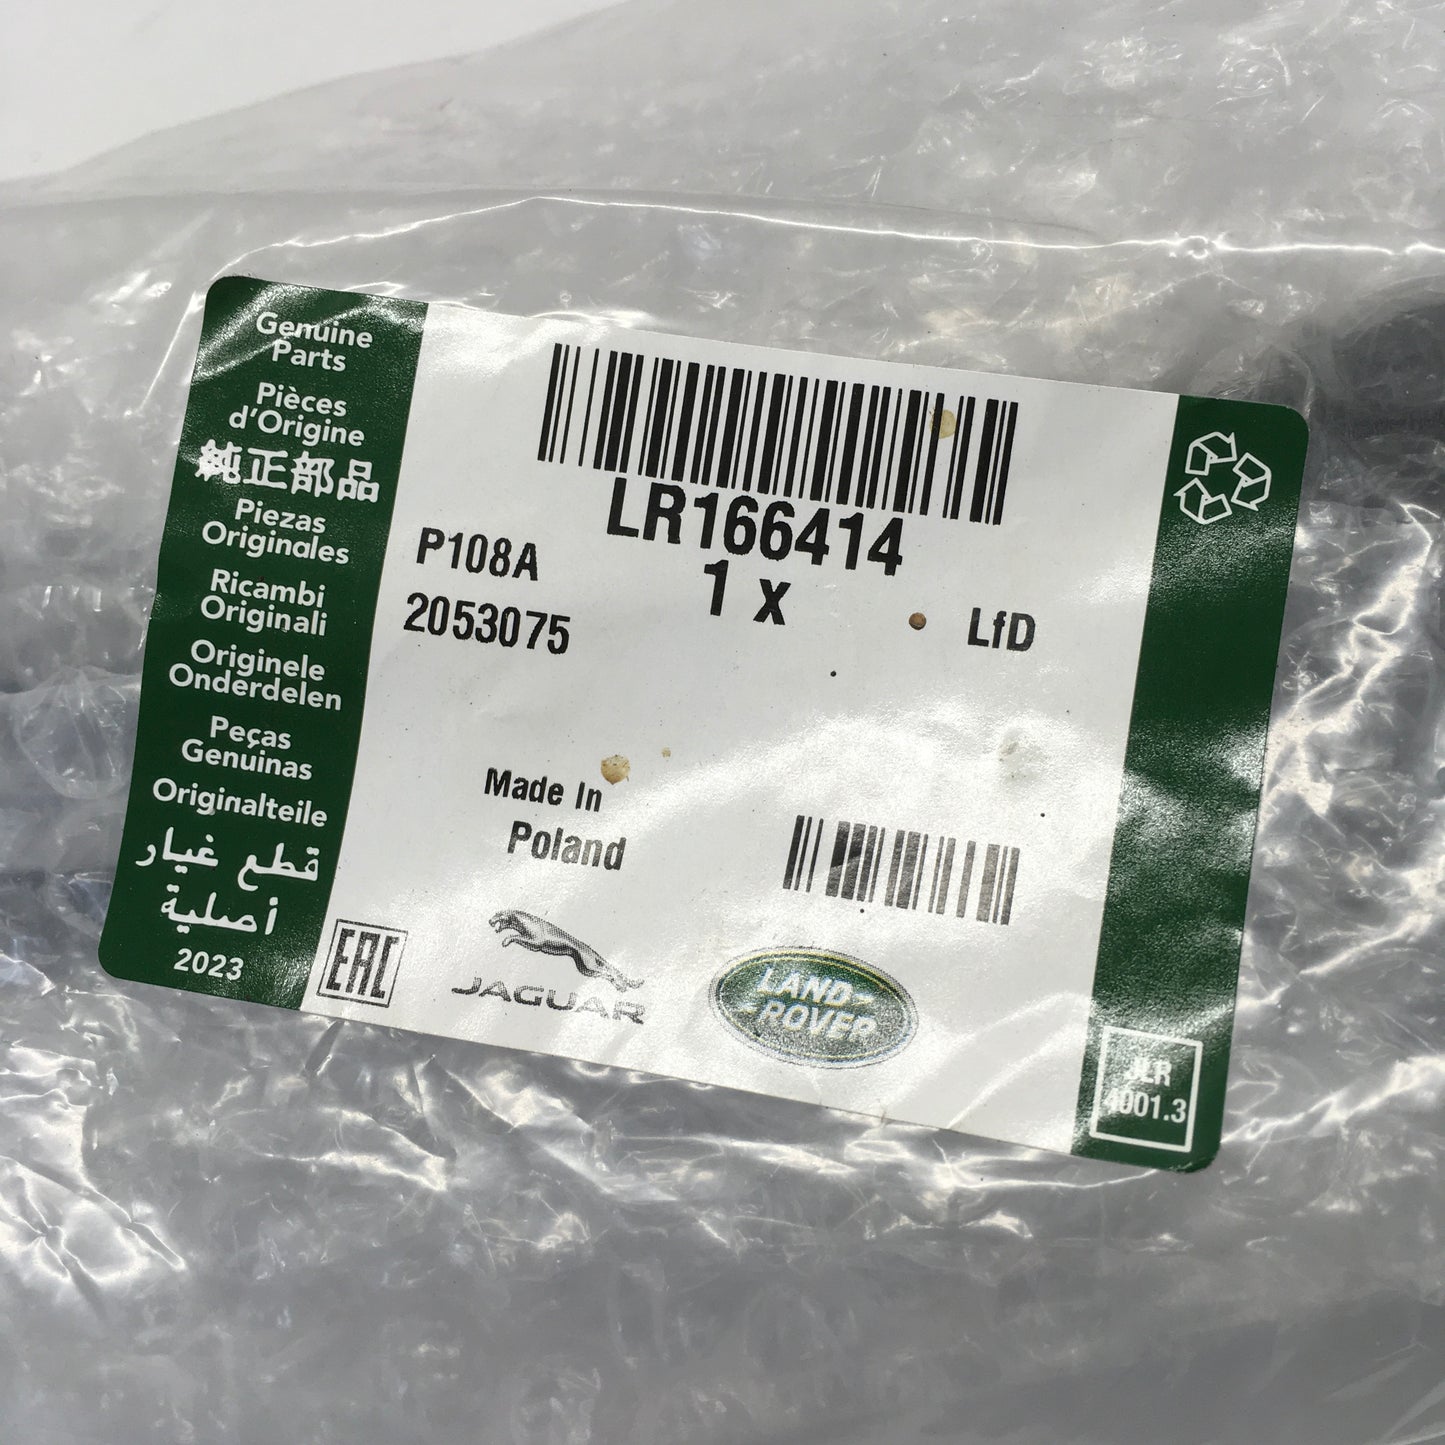 Genuine
Parts
Pièces
d'Origine
純正部品
Piezas
Originales
Ricambi
Originali
Originele
Onderdelen
Peças
Genuinas
Originalteile
قطع غيار
أصلية
2023
LR166414
P108A
1 x
2053075
LfD
Made In
Poland
EAC
JAGUAR
LAND-
ROVER
JLR
4001.3